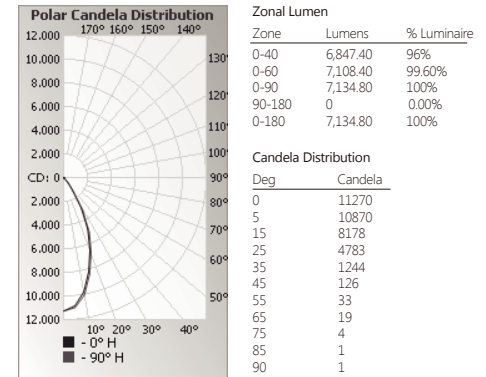 Polar Candela Distribution
170° 160° 150° 140°
12.000
10.000
8.000
6.000
4.000
2.000
CD: 0
2.000
4.000
6.000
8.000
10.000
12.000
130°
120°
110°
100°
90°
80°
70°
60°
50°
10° 20° 30° 40°
- 0° H
- 90° H
Zonal Lumen
Zone Lumens % Luminaire
0-40 6,847.40 96%
0-60 7,108.40 99.60%
0-90 7,134.80 100%
90-180 0 0.00%
0-180 7,134.80 100%
Candela Distribution
Deg Candela
0 11270
5 10870
15 8178
25 4783
35 1244
45 126
55 33
65 19
75 4
85 1
90 1